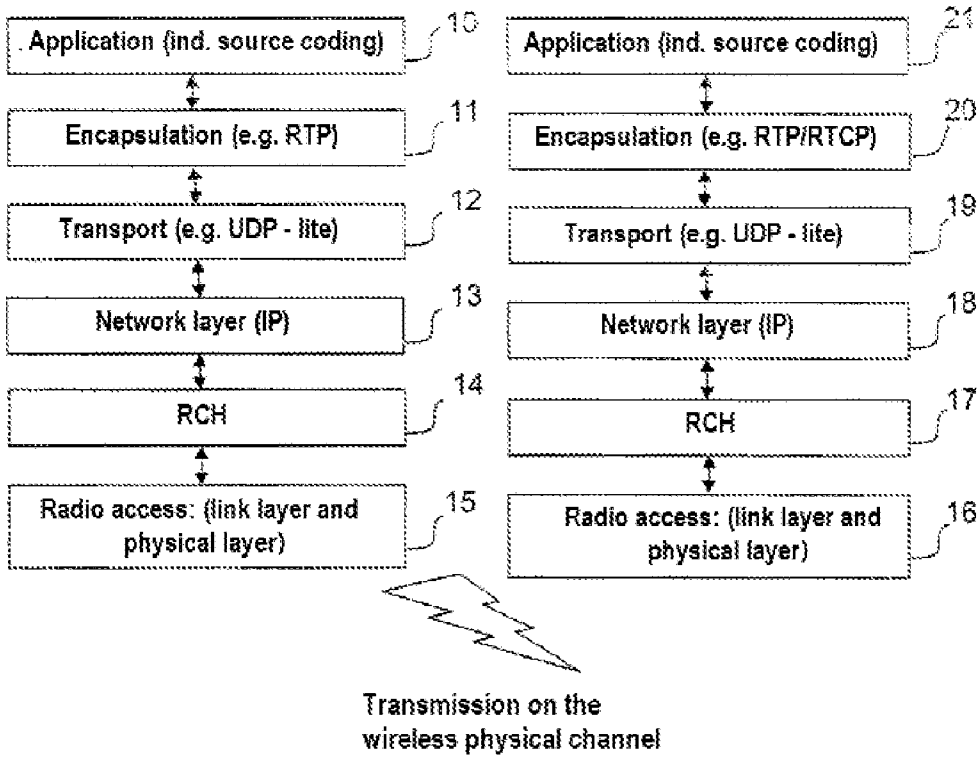 . Application (ind. source coding)
10
Encapsulation (e.g. RTP)
11
Transport (e.g. UDP - lite)
12
Network layer (IP)
13
RCH
14
Radio access: (link layer and
physical layer)
15
Application (ind. source coding)
21
Encapsulation (e.g. RTP/RTCP)
20
Transport (e.g. UDP - lite)
19
Network layer (IP)
18
RCH
17
Radio access: (link layer and
physical layer)
16
Transmission on the
wireless physical channel